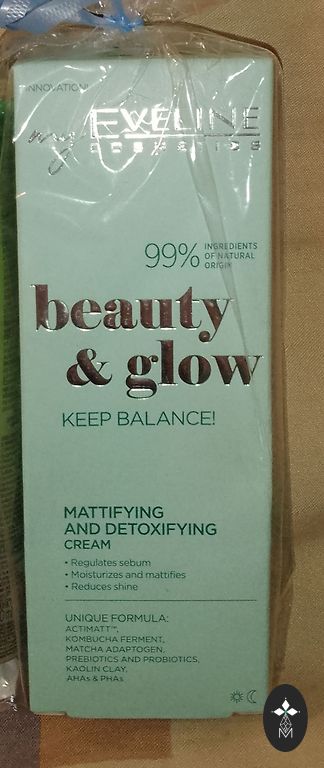 INNOVATION!
my
EVELINE
COSMETICS
99% INGREDIENTS
OF NATURAL
ORIGIN
beauty
& glow
KEEP BALANCE!
MATTIFYING
AND DETOXIFYING
CREAM
• Regulates sebum
• Moisturizes and mattifies
• Reduces shine
UNIQUE FORMULA:
ACTIMATT™,
KOMBUCHA FERMENT,
MATCHA ADAPTOGEN,
PREBIOTICS AND PROBIOTICS,
KAOLIN CLAY,
AHAs & PHAs
M